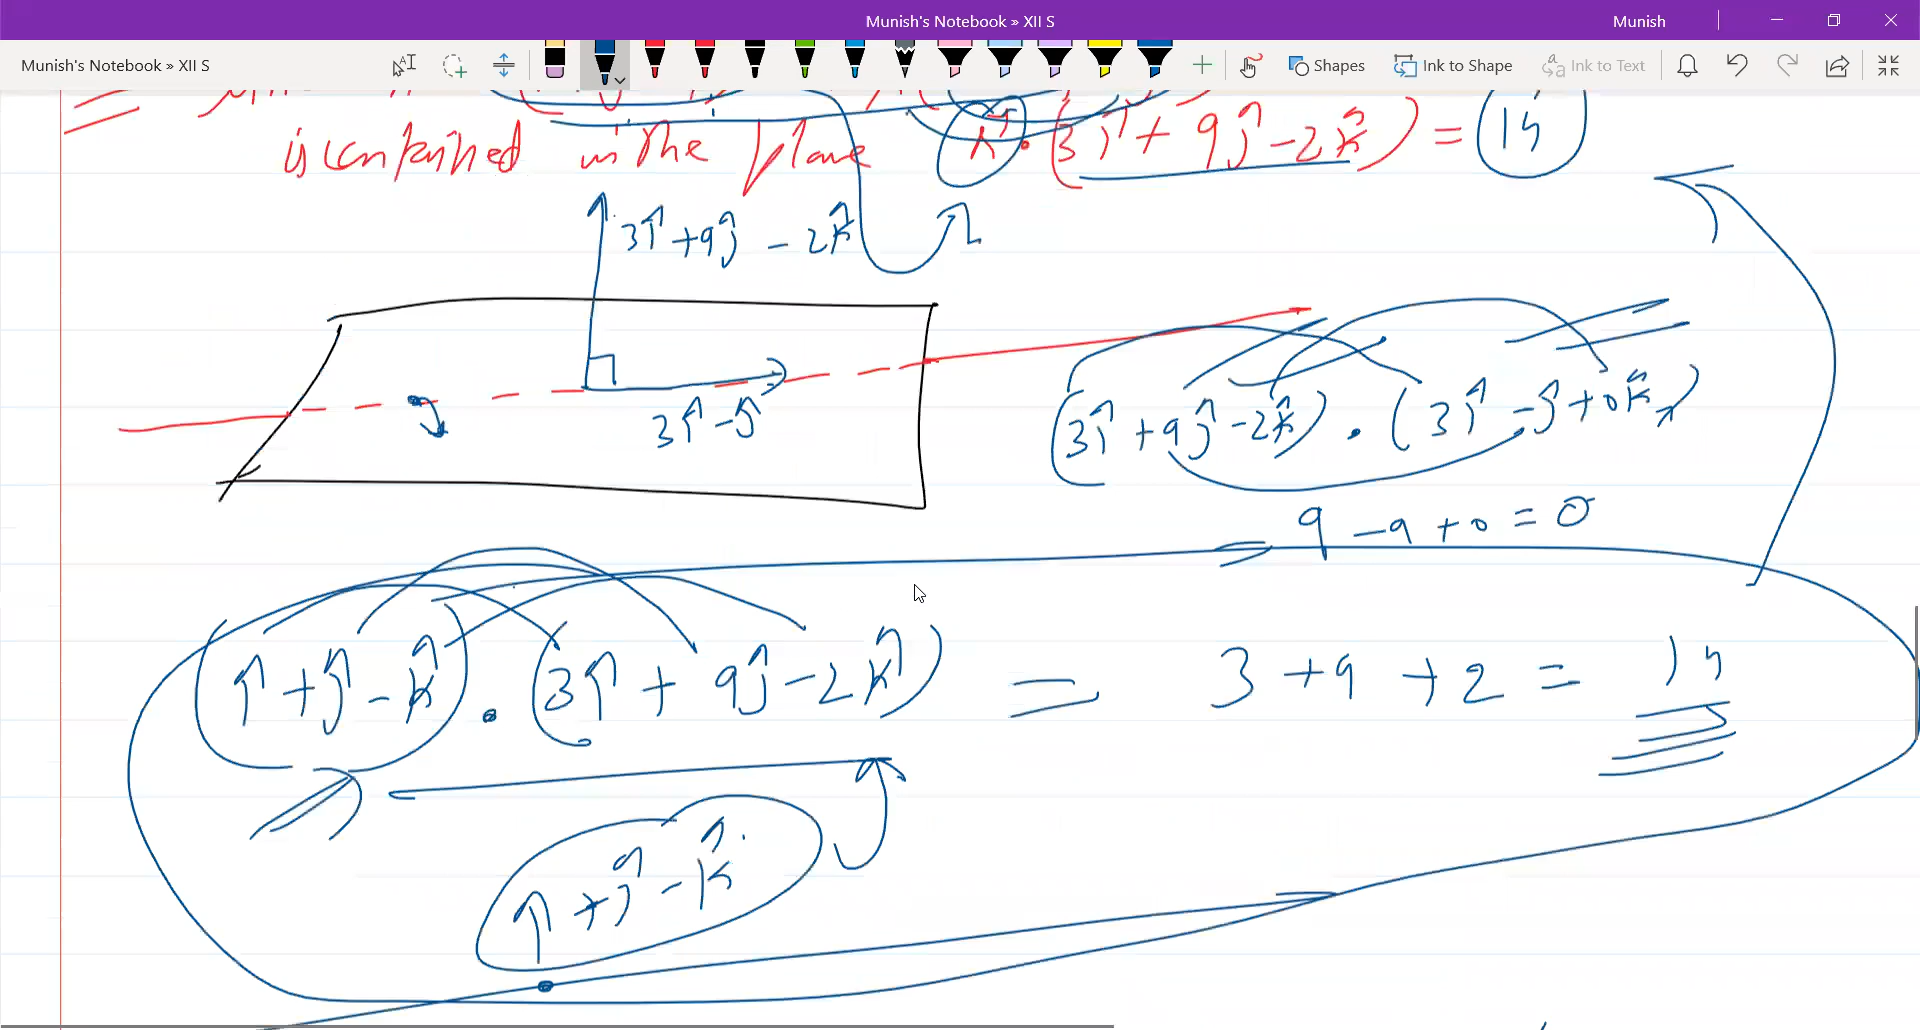 Munish's Notebook » XII S
Munish
Munish's Notebook » XII S
Shapes
Ink to Shape
Ink to Text
is contained in the plane r⃗ · (3î + 9ĵ - 2k̂) = 14
3î + 9ĵ - 2k̂
3î - ĵ
(3î + 9ĵ - 2k̂) · (3î - ĵ + 0k̂)
9 - 9 + 0 = 0
(î + ĵ - k̂) · (3î + 9ĵ - 2k̂) = 3 + 9 + 2 = 14
î + ĵ - k̂